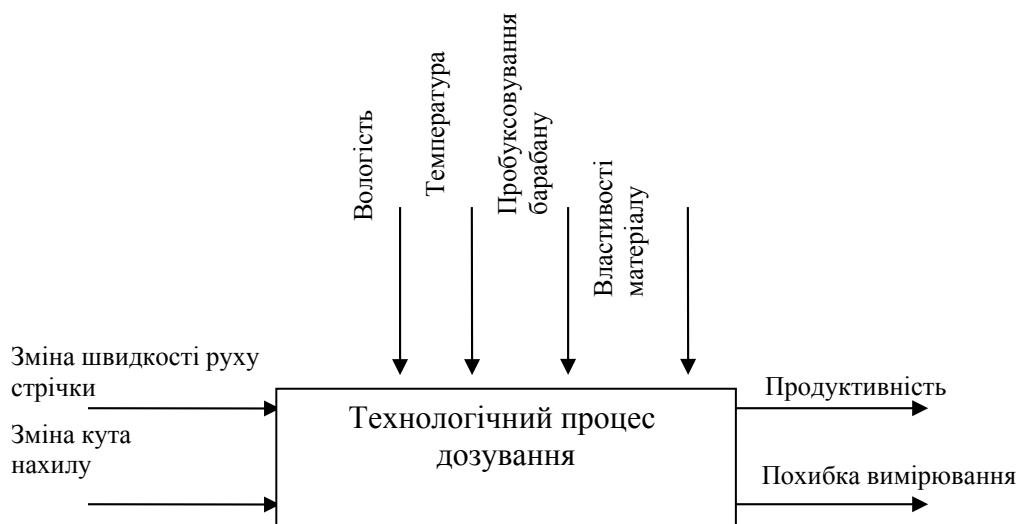 Вологість
Температура
Пробуксовування
барабану
Властивості
матеріалу
Зміна швидкості руху
стрічки
Зміна кута
нахилу
Технологічний процес
дозування
Продуктивність
Похибка вимірювання